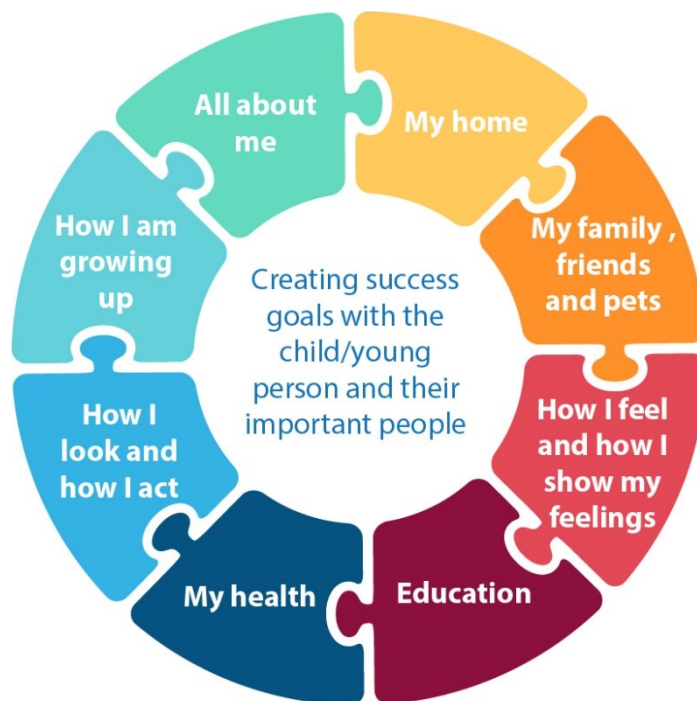 All about
me
My home
My family ,
friends
and pets
How I feel
and how I
show my
feelings
Education
My health
How I
look and
how I act
How I am
growing
up
Creating success
goals with the
child/young
person and their
important people